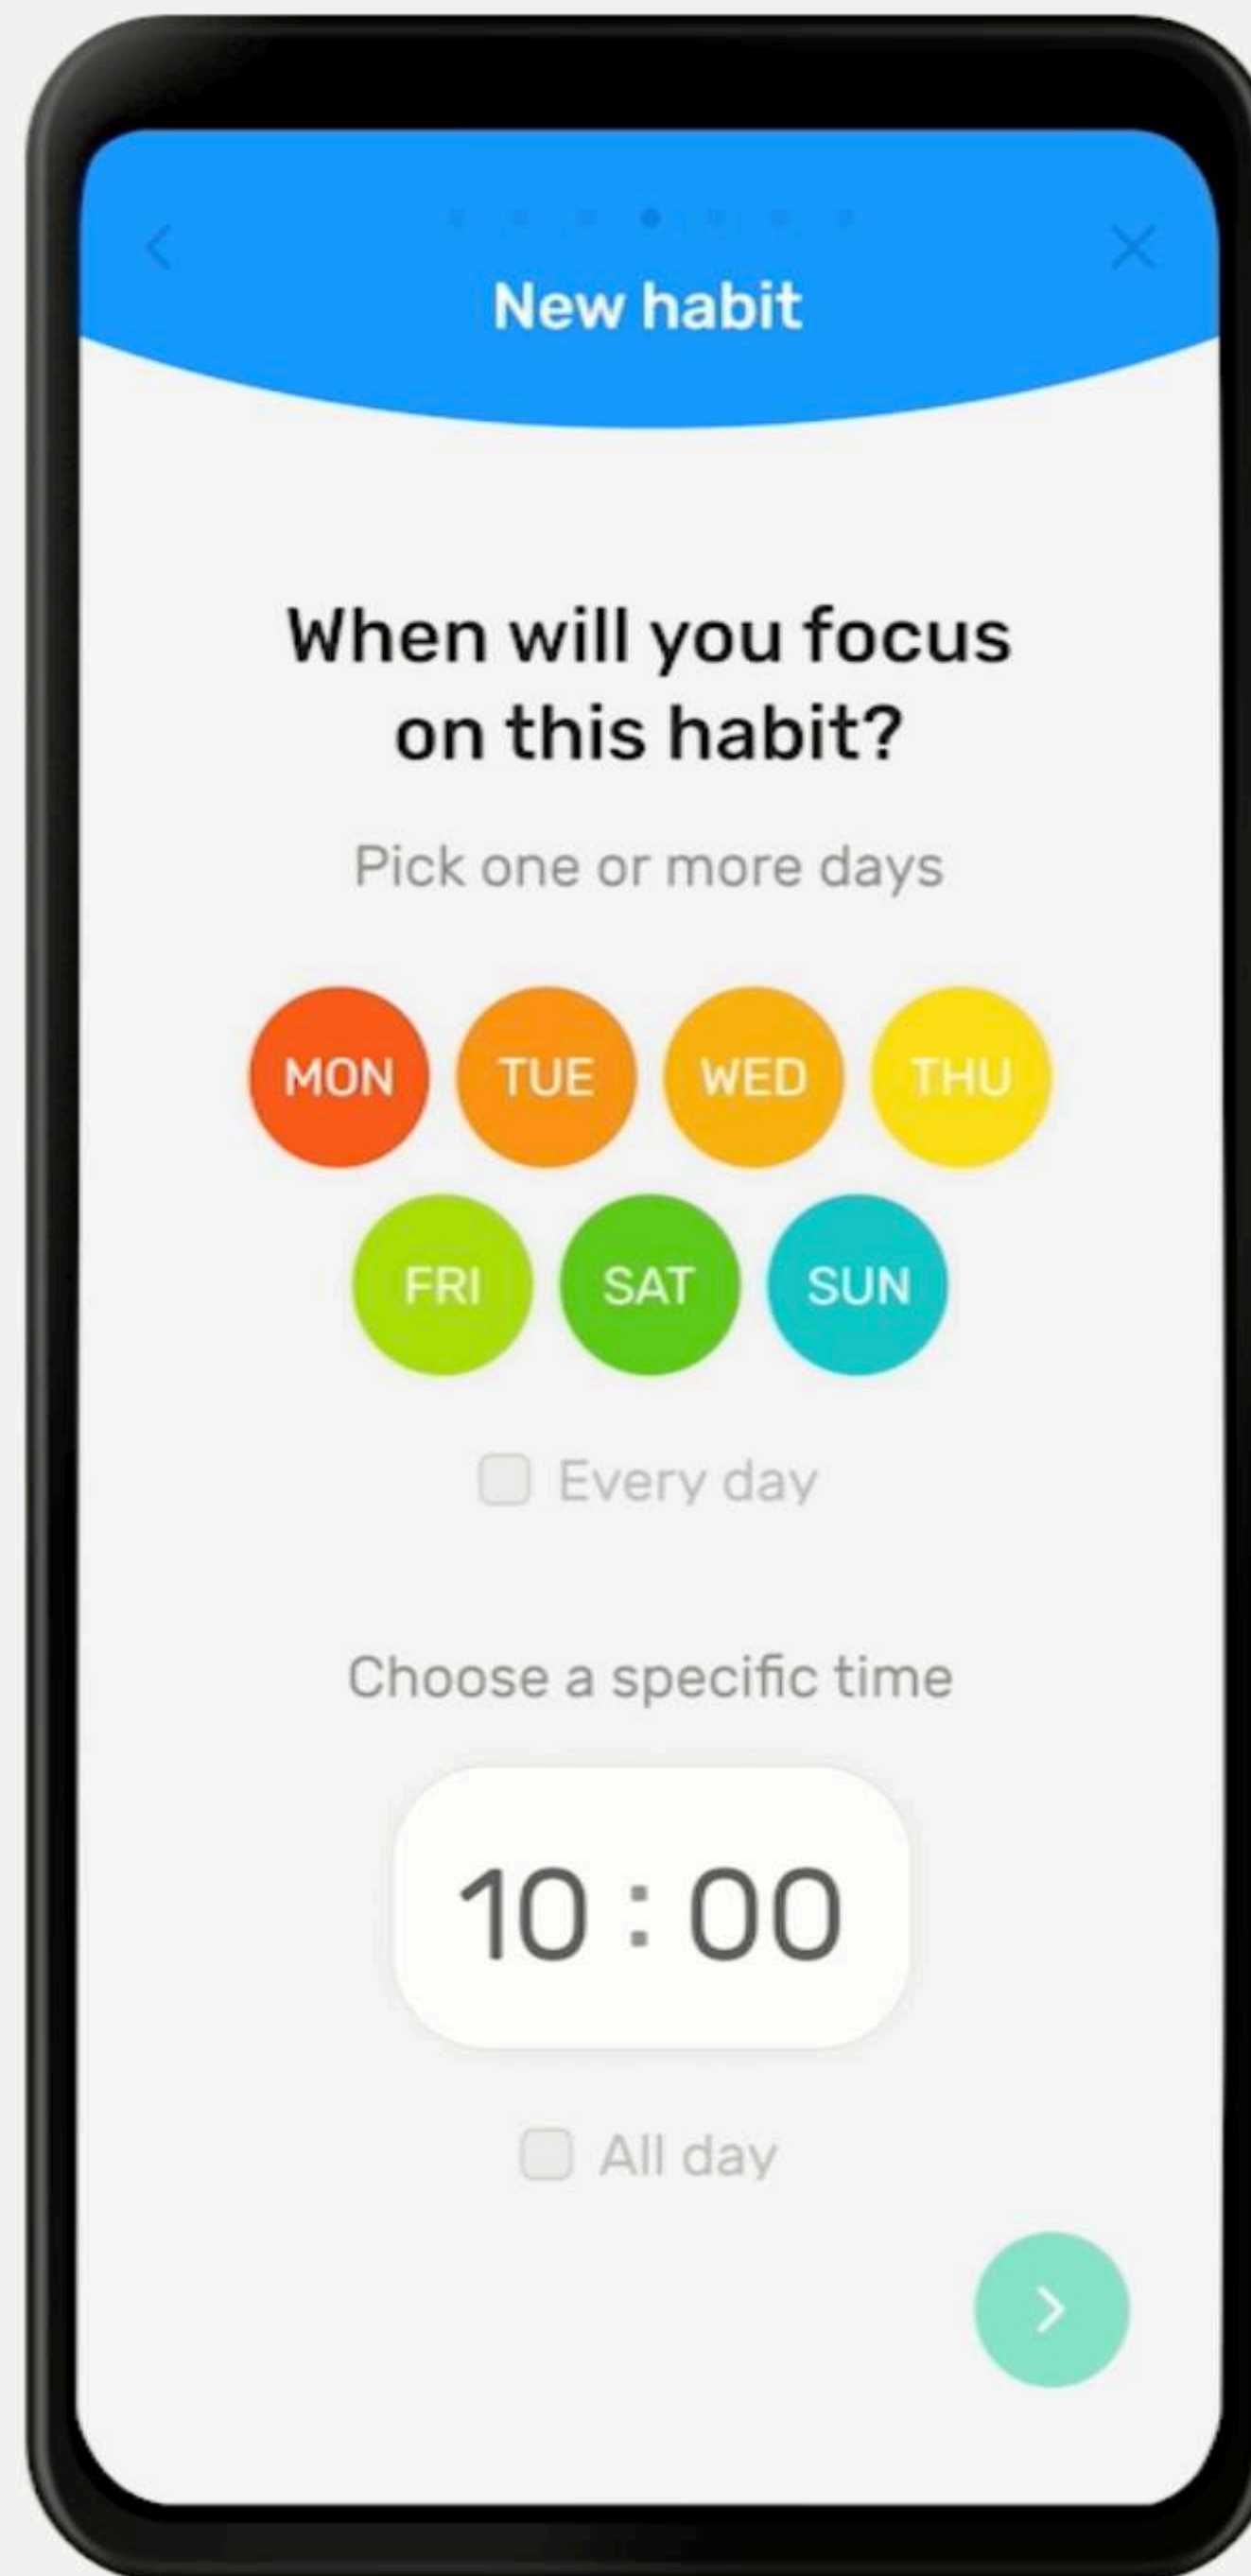 New habit
When will you focus
on this habit?
Pick one or more days
MON TUE WED THU
FRI SAT SUN
Every day
Choose a specific time
10 : 00
All day